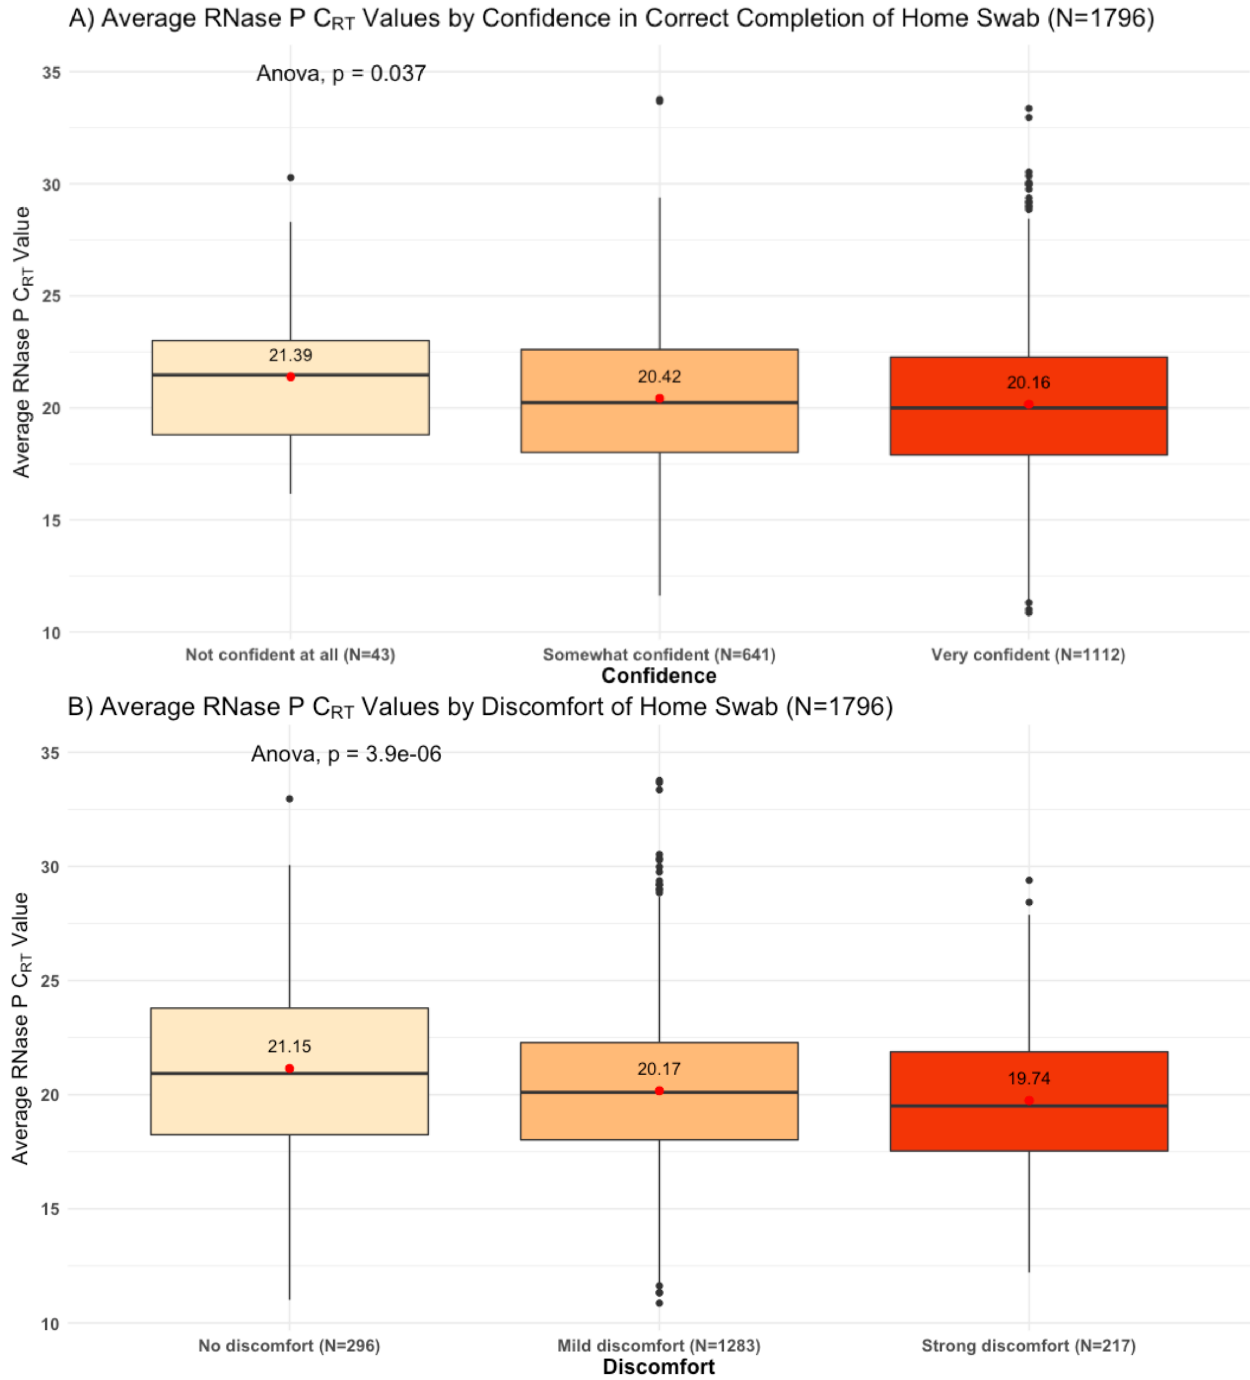 A) Average RNase P CRT Values by Confidence in Correct Completion of Home Swab (N=1796)
Anova, p = 0.037
Average RNase P CRT Value
35
30
25
20
15
10
21.39
20.42
20.16
Not confident at all (N=43)
Somewhat confident (N=641)
Very confident (N=1112)
Confidence
B) Average RNase P CRT Values by Discomfort of Home Swab (N=1796)
Anova, p = 3.9e-06
Average RNase P CRT Value
35
30
25
20
15
10
21.15
20.17
19.74
No discomfort (N=296)
Mild discomfort (N=1283)
Strong discomfort (N=217)
Discomfort